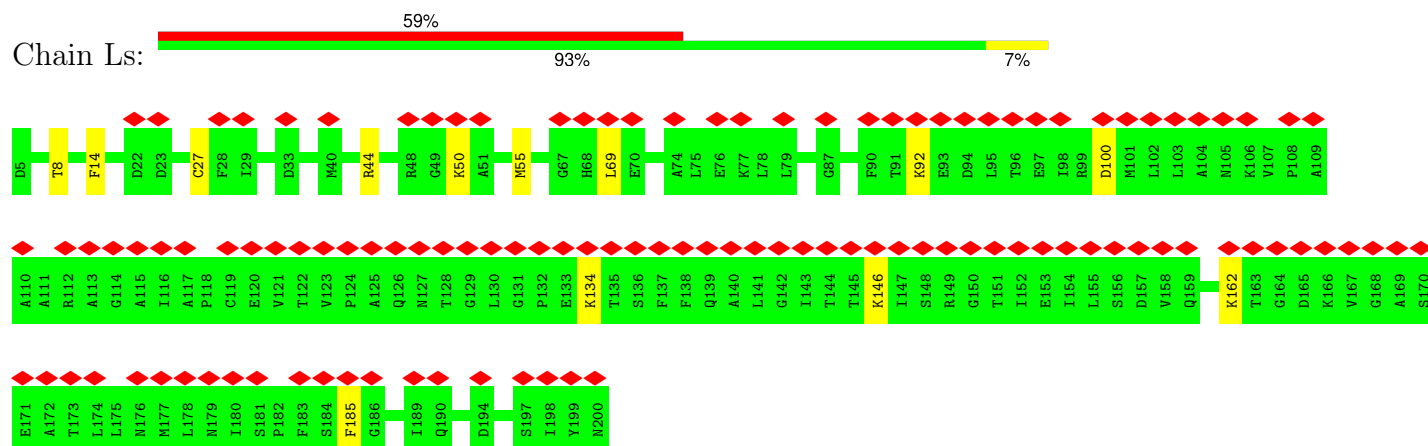 59%
Chain Ls:
93% 7%
D5 T8 F14 D22 D23 C27 F28 I29 D33 M40 R44 R48 G49 K50 A51 M55 G67 H68 L69 E70 A74 L75 E76 K77 L78 L79 G87 F90 T91 K92 E93 D94 L95 T96 E97 I98 R99 D100 M101 L102 L103 A104 N105 K106 V107 P108 A109
A110 A111 R112 A113 G114 A115 I116 A117 P118 C119 E120 V121 T122 V123 P124 A125 Q126 N127 T128 G129 L130 G131 P132 E133 K134 T135 S136 F137 F138 Q139 A140 L141 G142 I143 T144 T145 K146 I147 S148 R149 G150 T151 I152 E153 I154 L155 S156 D157 V158 Q159 K162 T163 G164 D165 K166 V167 G168 A169 S170
E171 A172 T173 L174 L175 N176 M177 L178 N179 I180 S181 P182 F183 S184 F185 G186 I189 Q190 D194 S197 I198 Y199 N200